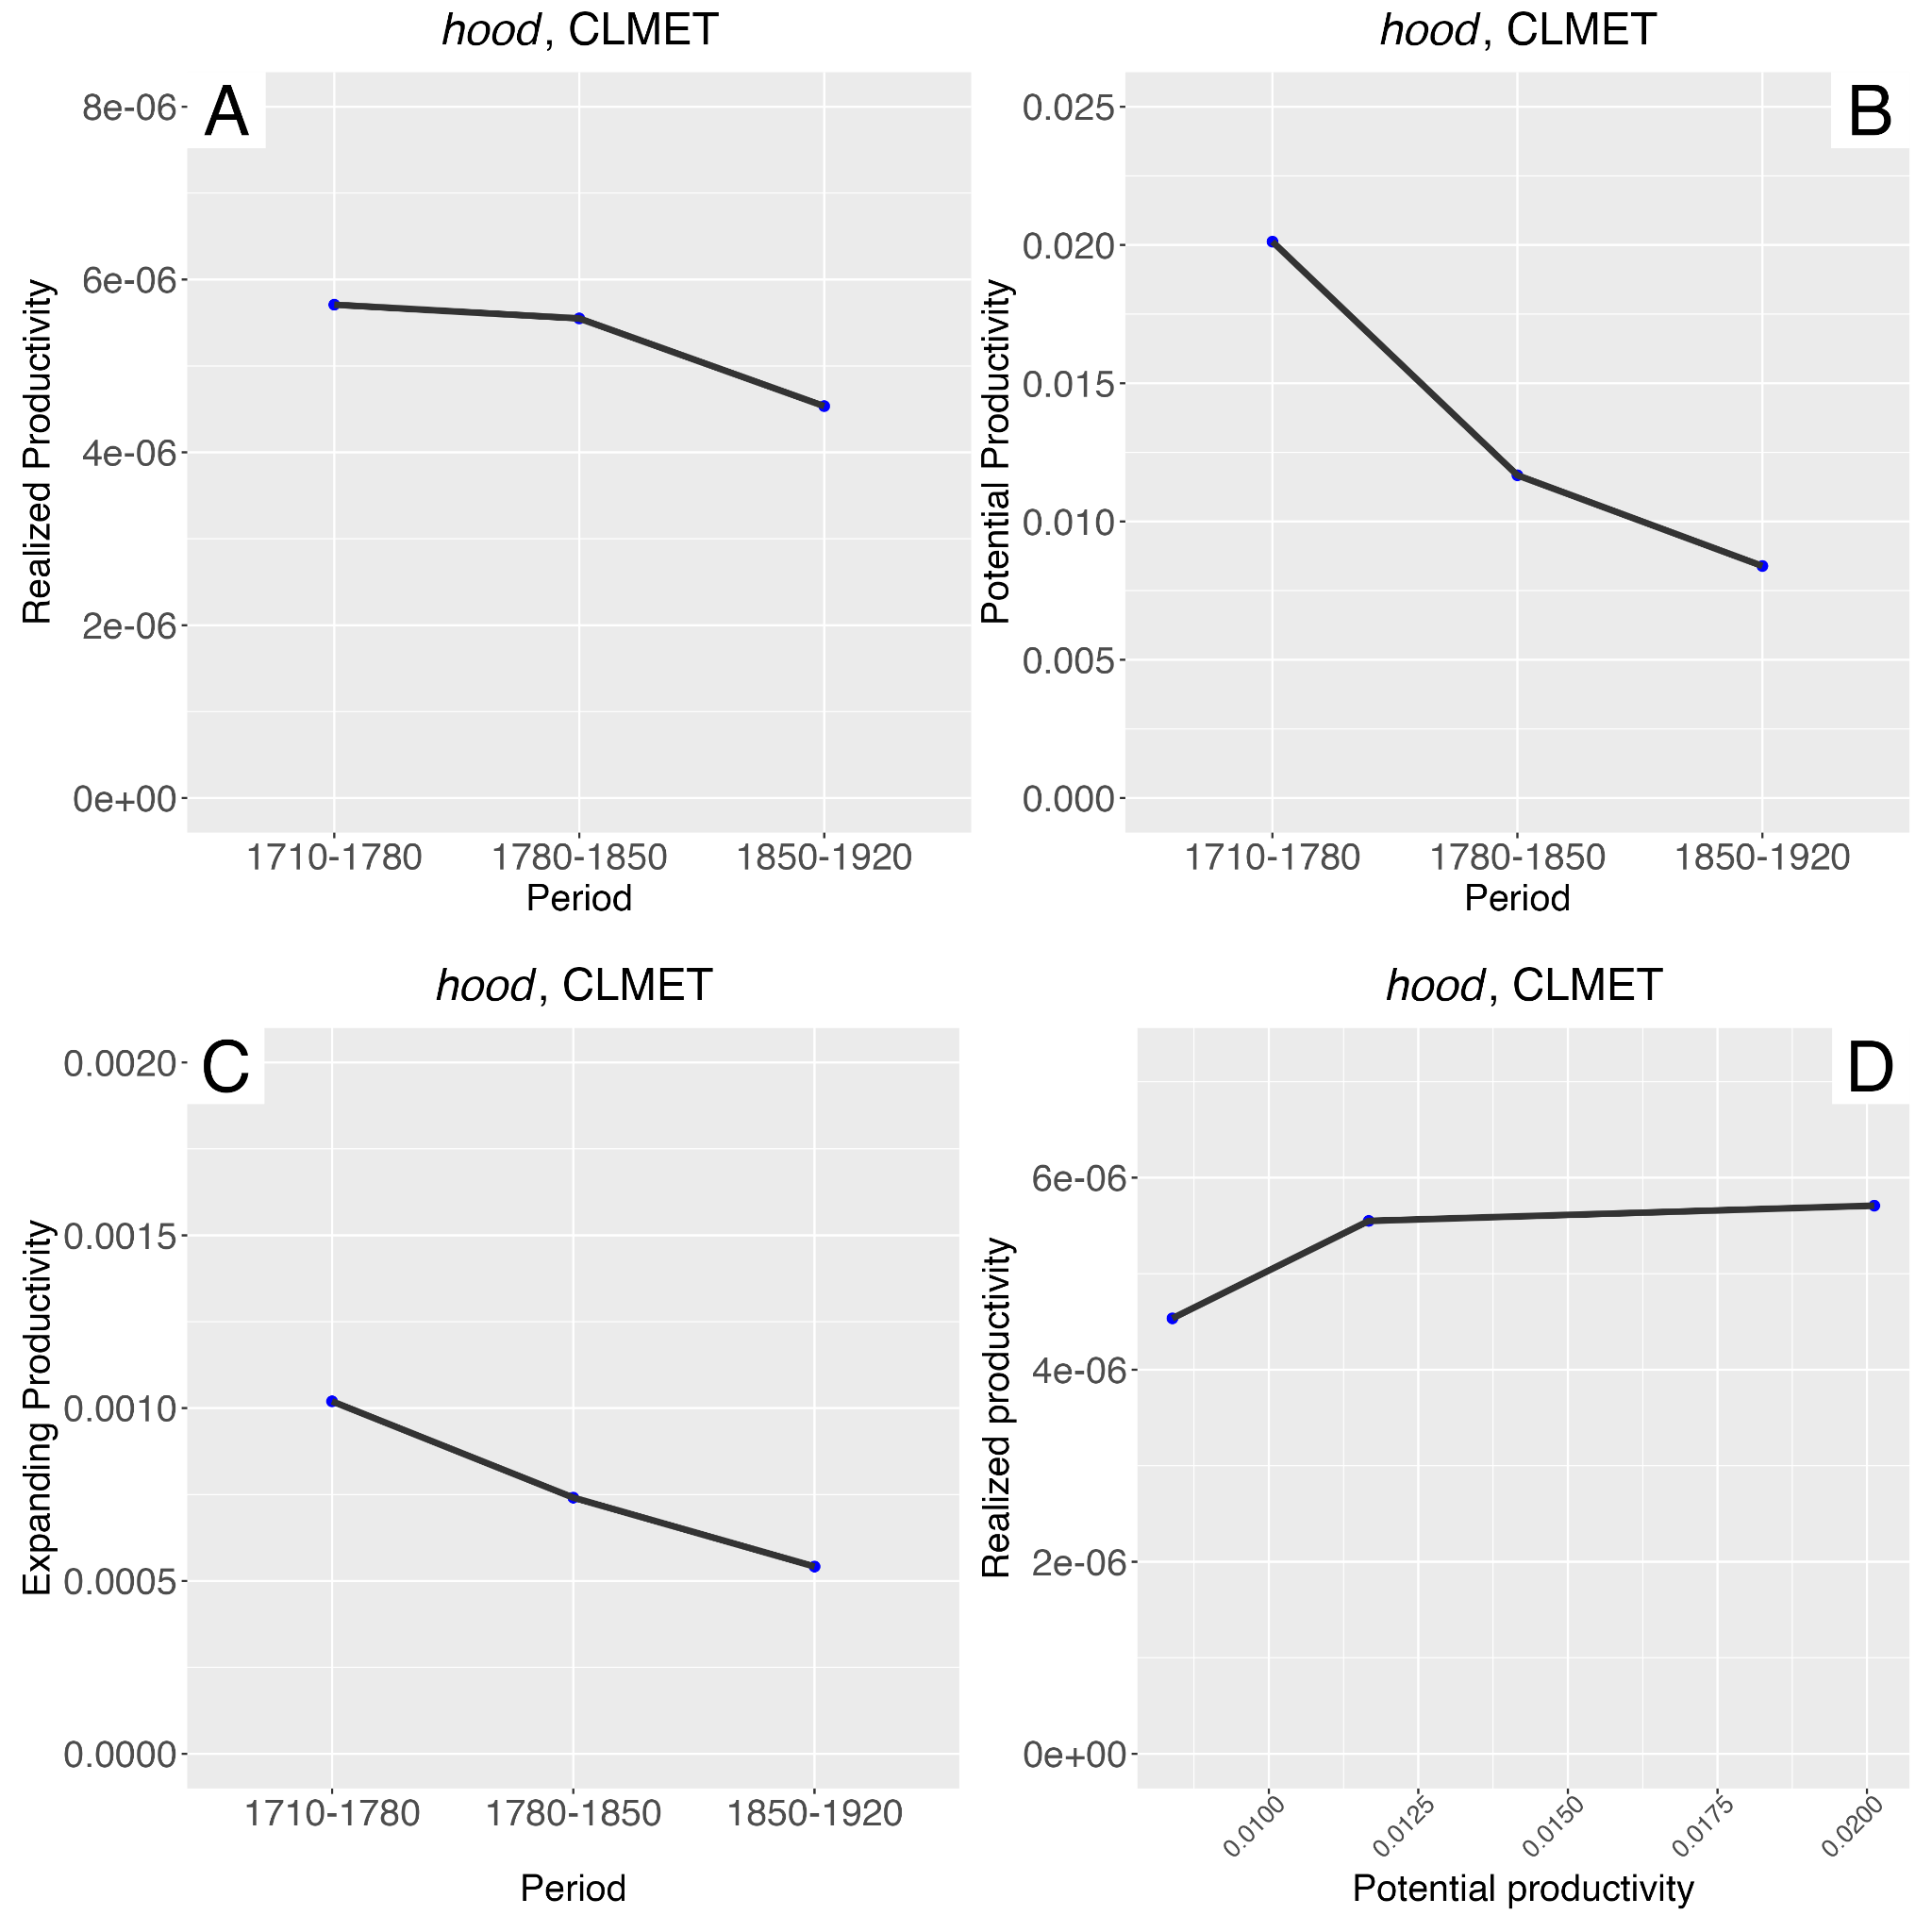 hood, CLMET
A
8e-06
6e-06
4e-06
2e-06
0e+00
Realized Productivity
1710-1780 1780-1850 1850-1920
Period
hood, CLMET
B
0.025
0.020
0.015
0.010
0.005
0.000
Potential Productivity
1710-1780 1780-1850 1850-1920
Period
hood, CLMET
C
0.0020
0.0015
0.0010
0.0005
0.0000
Expanding Productivity
1710-1780 1780-1850 1850-1920
Period
hood, CLMET
D
6e-06
4e-06
2e-06
0e+00
Realized productivity
0.0100 0.0125 0.0150 0.0175 0.0200
Potential productivity